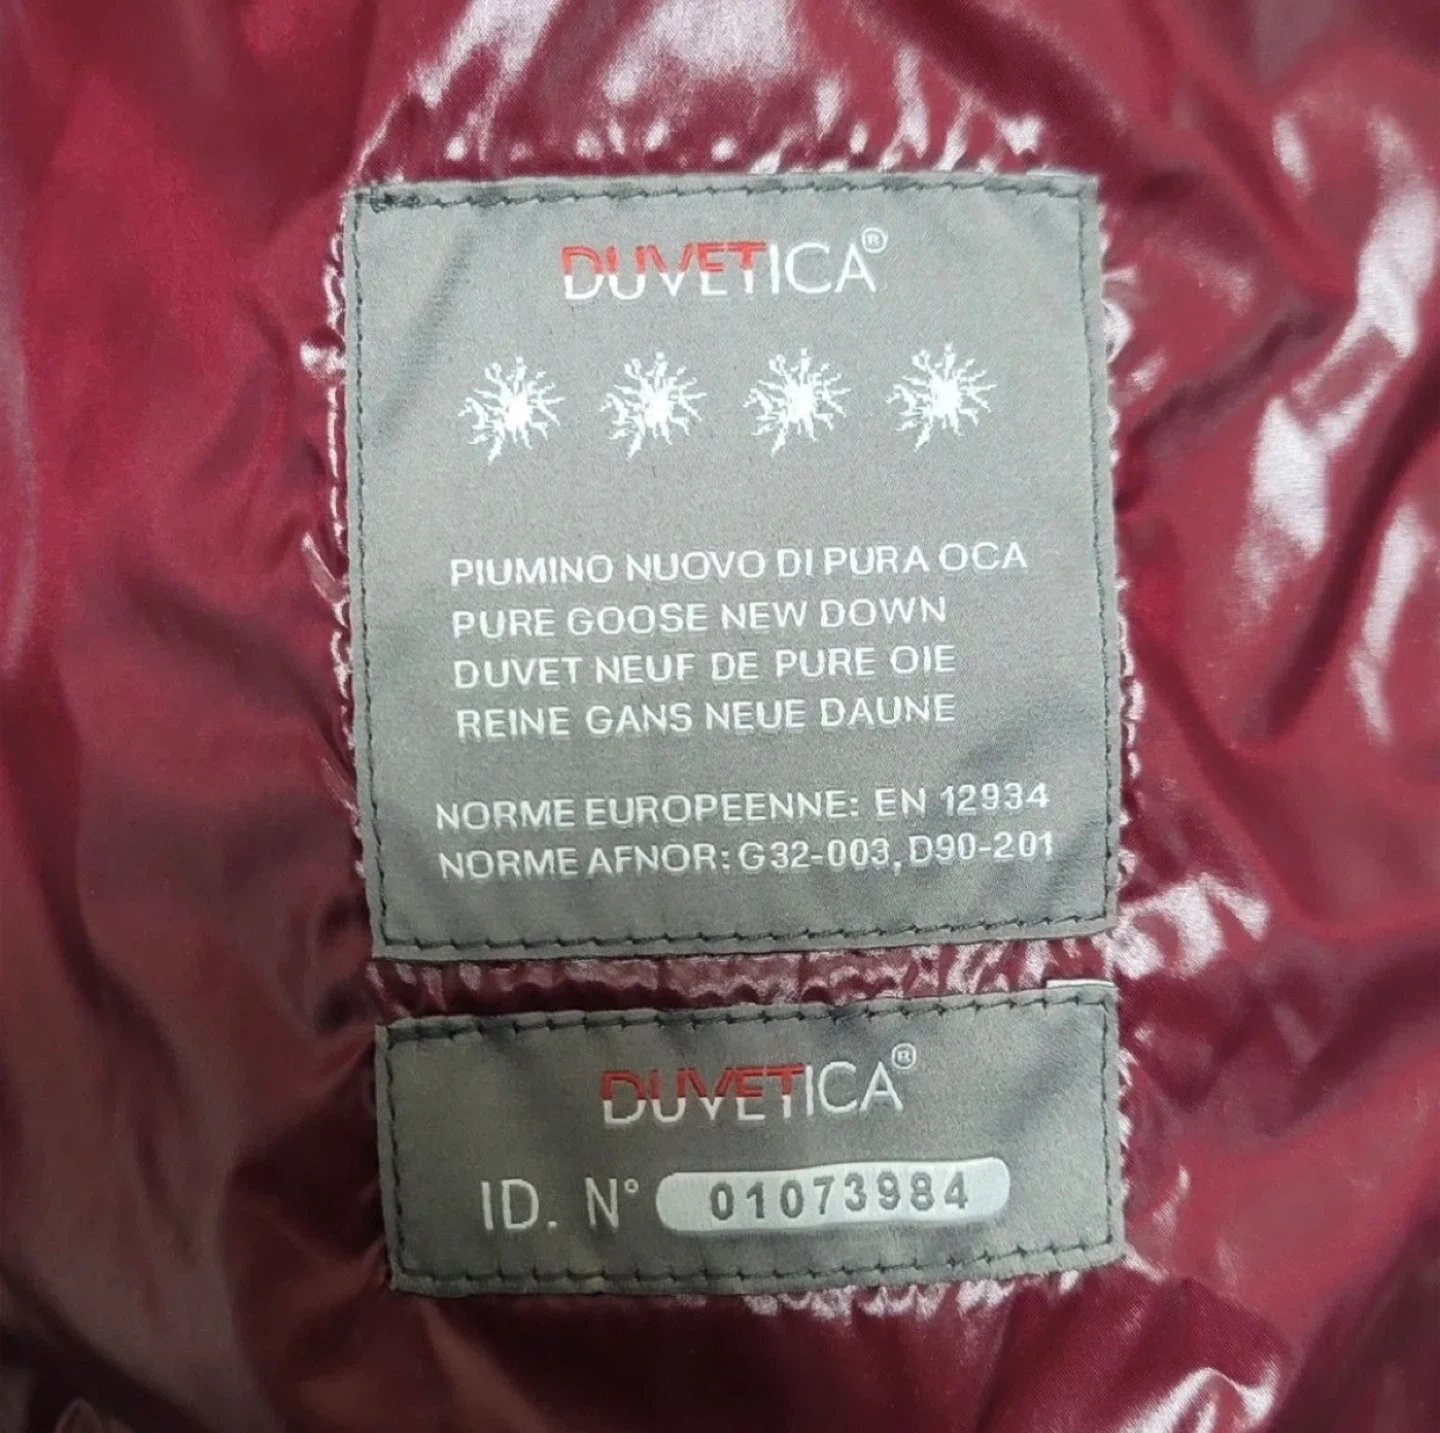 DUVETICA®
PIUMINO NUOVO DI PURA OCA
PURE GOOSE NEW DOWN
DUVET NEUF DE PURE OIE
REINE GANS NEUE DAUNE
NORME EUROPEENNE: EN 12934
NORME AFNOR: G32-003, D90-201
DUVETICA®
ID. N° 01073984